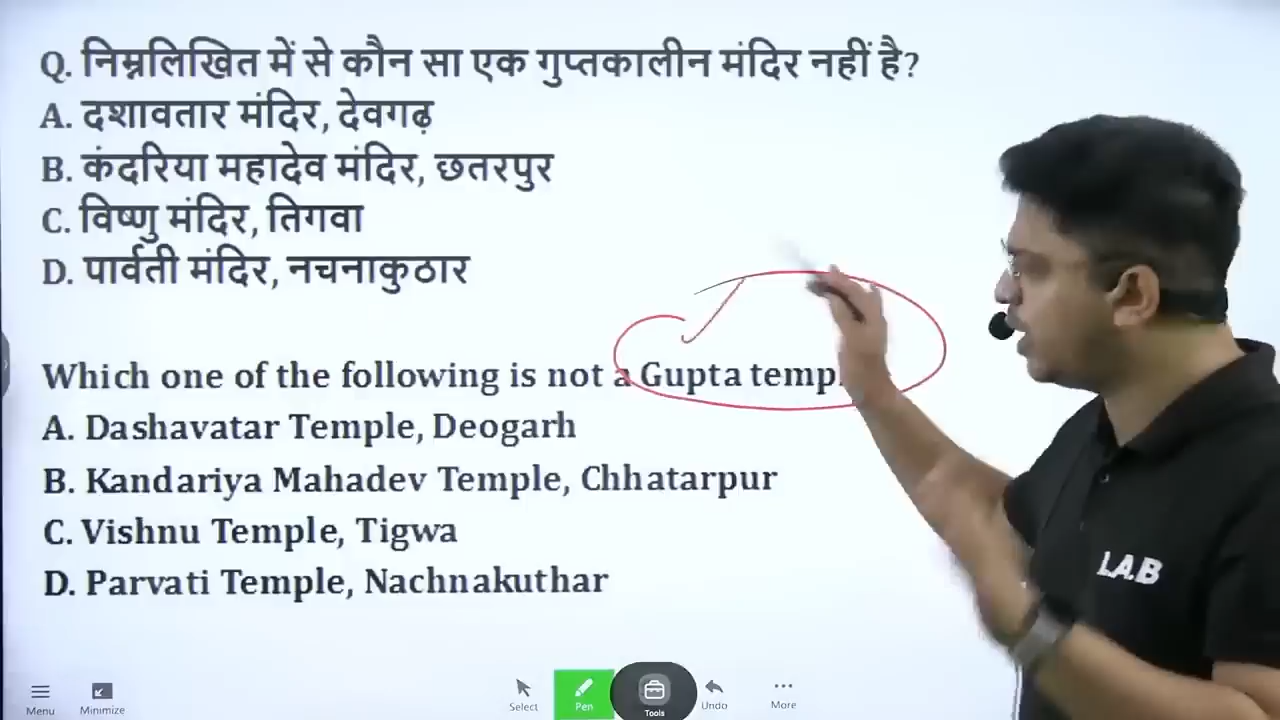 Q. निम्नलिखित में से कौन सा एक गुप्तकालीन मंदिर नहीं है?
A. दशावतार मंदिर, देवगढ़
B. कंदरिया महादेव मंदिर, छतरपुर
C. विष्णु मंदिर, तिगवा
D. पार्वती मंदिर, नचनाकुठार
Which one of the following is not a Gupta
A. Dashavatar Temple, Deogarh
B. Kandariya Mahadev Temple, Chhatarpur
C. Vishnu Temple, Tigwa
D. Parvati Temple, Nachnakuthar
I.A.B
Menu
Minimize
Select
Pen
Tools
Undo
More